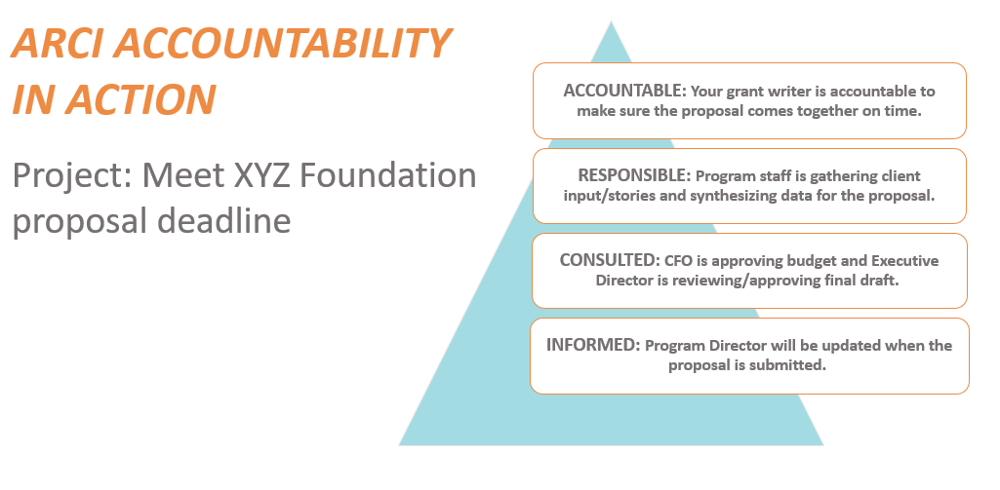 ARCI ACCOUNTABILITY
IN ACTION
Project: Meet XYZ Foundation
proposal deadline
ACCOUNTABLE: Your grant writer is accountable to
make sure the proposal comes together on time.
RESPONSIBLE: Program staff is gathering client
input/stories and synthesizing data for the proposal.
CONSULTED: CFO is approving budget and Executive
Director is reviewing/approving final draft.
INFORMED: Program Director will be updated when the
proposal is submitted.